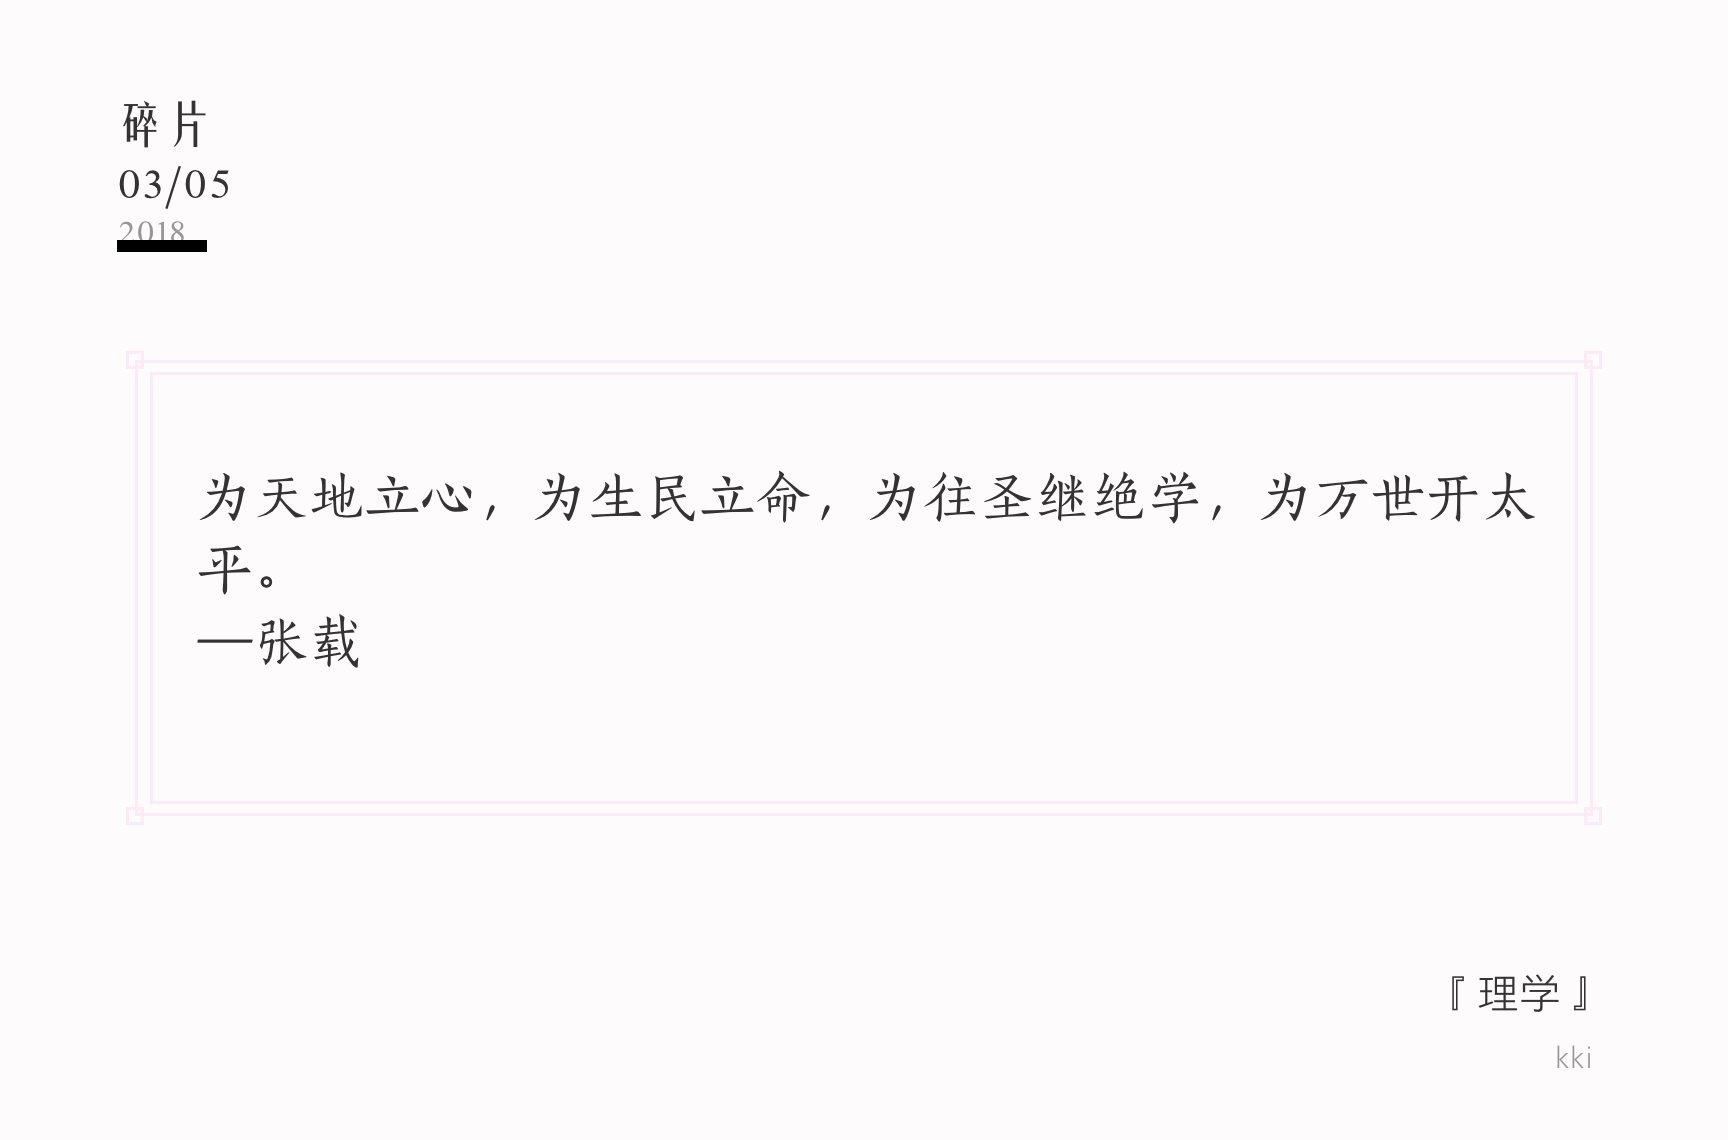 碎片
03/05
2018
为天地立心，为生民立命，为往圣继绝学，为万世开太
平。
—张载
『理学』
kki